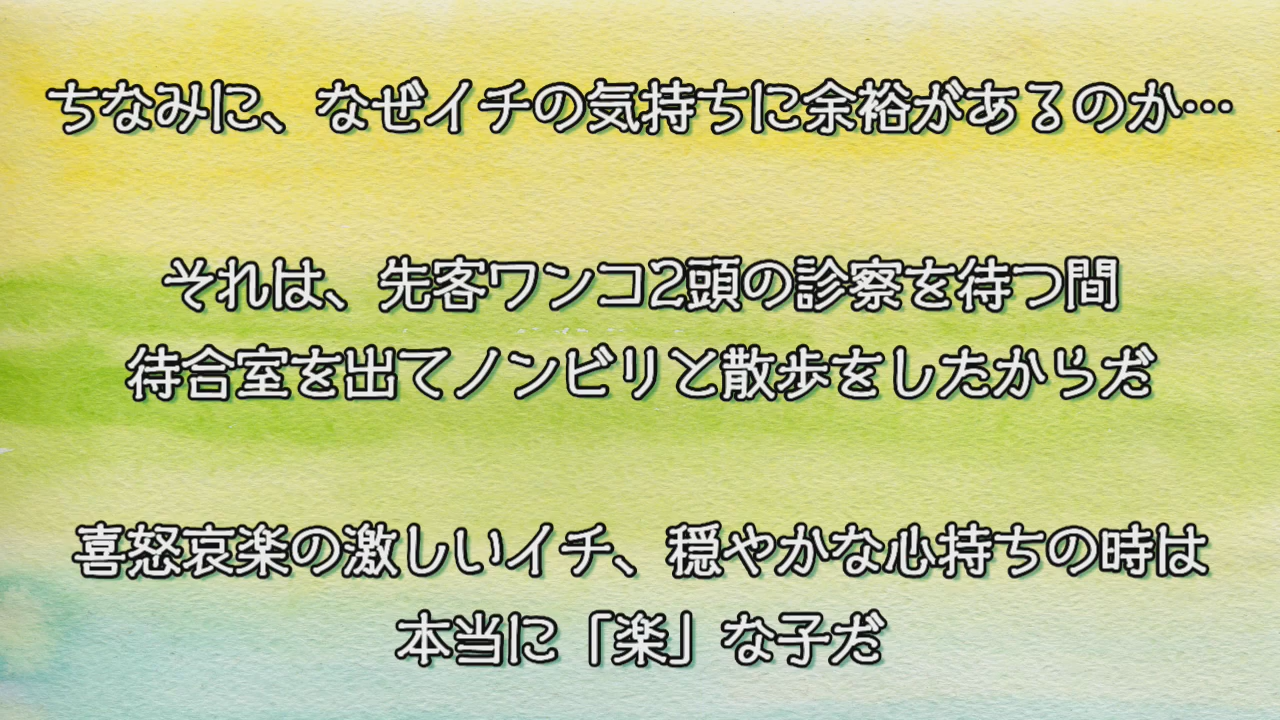 ちなみに、なぜイチの気持ちに余裕があるのか…
それは、先客ワンコ2頭の診察を待つ間
待合室を出てノンビリと散歩をしたからだ
喜怒哀楽の激しいイチ、穏やかな心持ちの時は
本当に「楽」な子だ